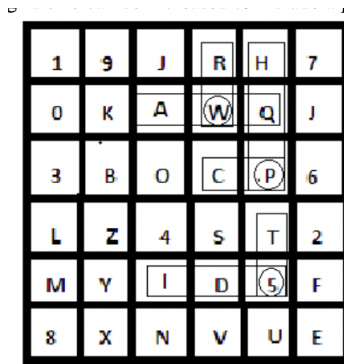 1 9 J R H 7
0 K A W Q J
3 B O C P 6
L Z 4 S T 2
M Y I D 5 F
8 X N V U E